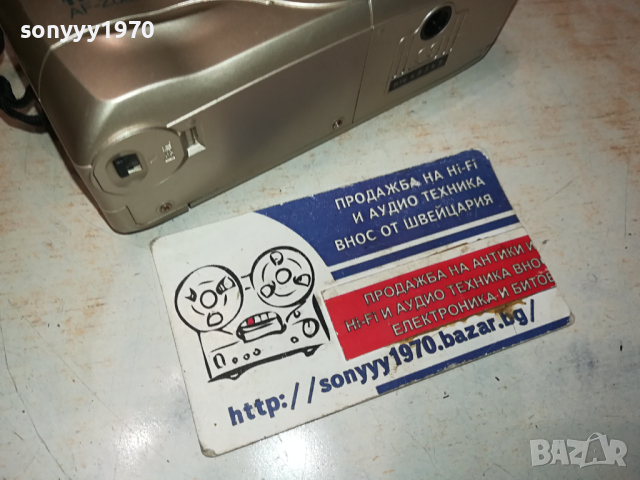 sonyyy1970
sonyyy1970
ПРОДАЖБА НА Hi-Fi
И АУДИО ТЕХНИКА
ВНОС ОТ ШВЕЙЦАРИЯ
ПРОДАЖБА НА АНТИКИ И
Hi-Fi И АУДИО ТЕХНИКА ВНО
ЕЛЕКТРОНИКА И БИТОВ
http://sonyyy1970.bazar.bg/
BAZAR